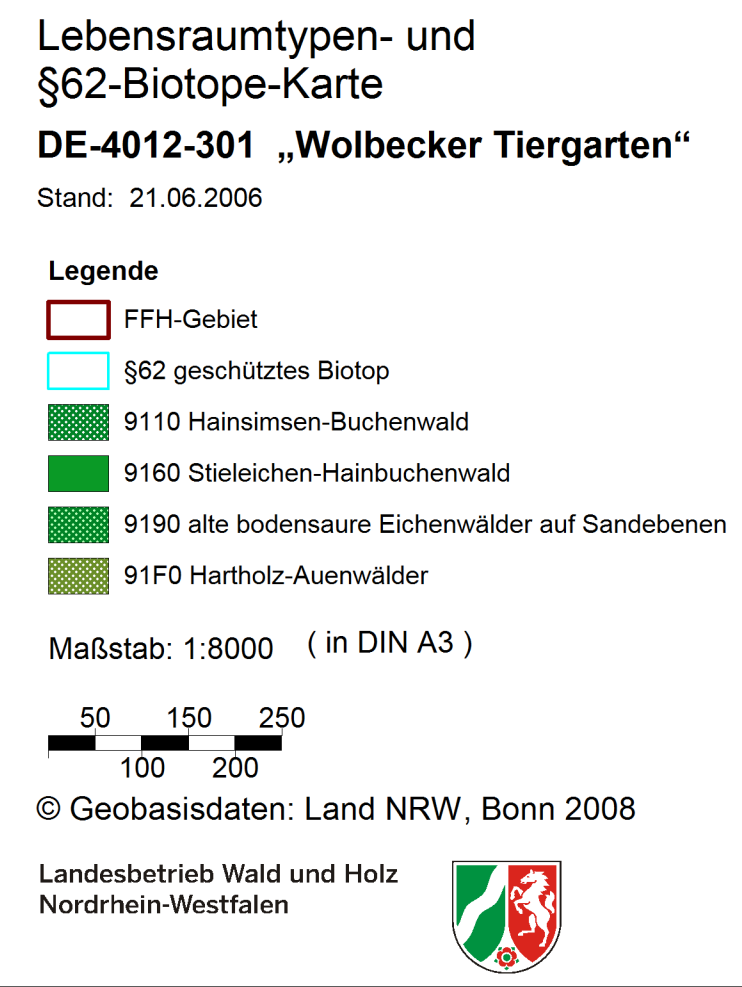 Lebensraumtypen- und
§62-Biotope-Karte
DE-4012-301 „Wolbecker Tiergarten“
Stand: 21.06.2006
Legende
FFH-Gebiet
§62 geschütztes Biotop
9110 Hainsimsen-Buchenwald
9160 Stieleichen-Hainbuchenwald
9190 alte bodensaure Eichenwälder auf Sandebenen
91F0 Hartholz-Auenwälder
Maßstab: 1:8000 ( in DIN A3 )
50 150 250
100 200
© Geobasisdaten: Land NRW, Bonn 2008
Landesbetrieb Wald und Holz
Nordrhein-Westfalen